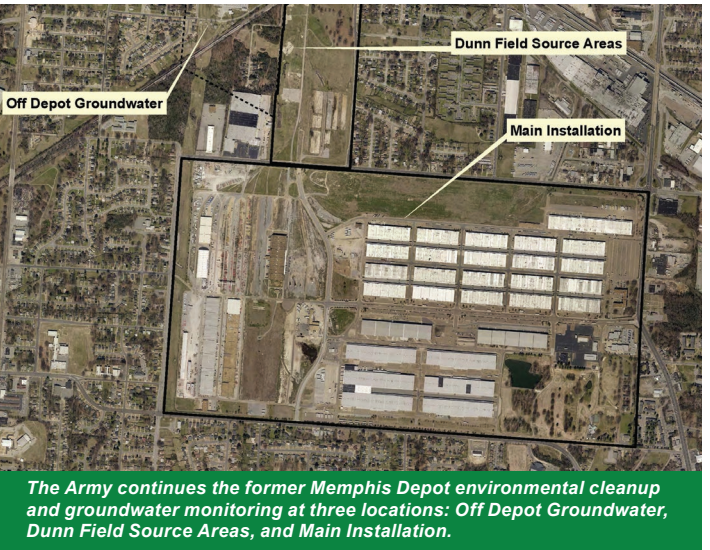 Dunn Field Source Areas
Off Depot Groundwater
Main Installation
The Army continues the former Memphis Depot environmental cleanup
and groundwater monitoring at three locations: Off Depot Groundwater,
Dunn Field Source Areas, and Main Installation.